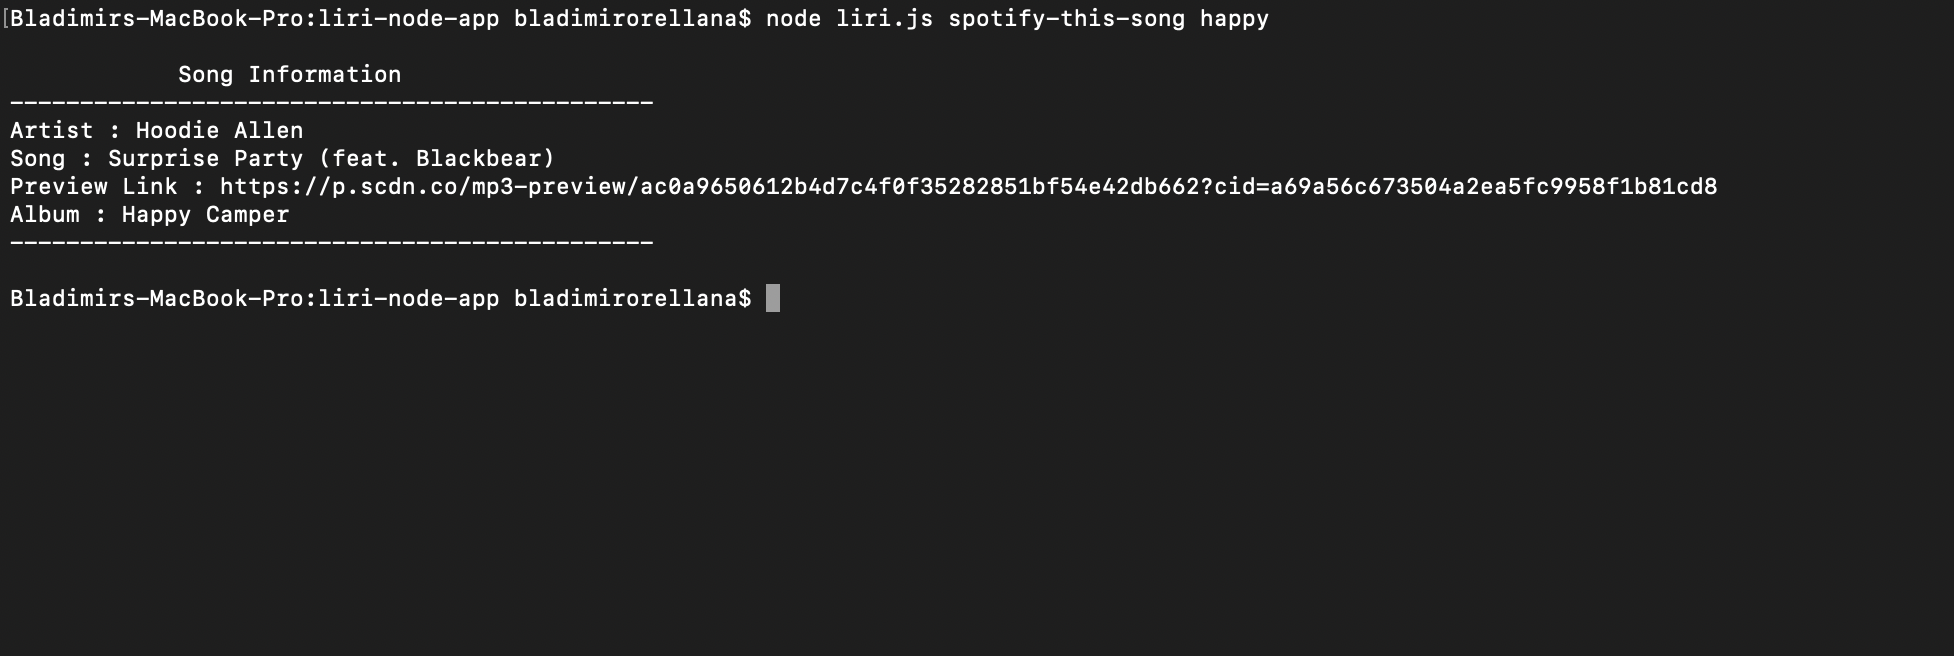 [Bladimirs-MacBook-Pro:liri-node-app bladimirorellana$ node liri.js spotify-this-song happy
Song Information
----------------------------------------------
Artist : Hoodie Allen
Song : Surprise Party (feat. Blackbear)
Preview Link : https://p.scdn.co/mp3-preview/ac0a9650612b4d7c4f0f35282851bf54e42db662?cid=a69a56c673504a2ea5fc9958f1b81cd8
Album : Happy Camper
----------------------------------------------
Bladimirs-MacBook-Pro:liri-node-app bladimirorellana$